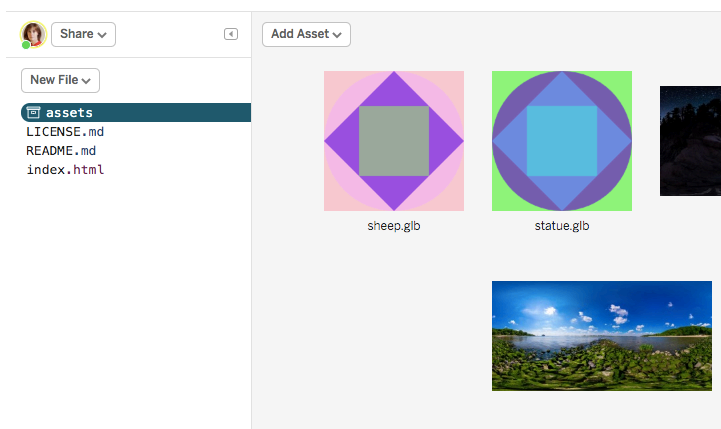 Share
Add Asset
New File
assets
LICENSE.md
README.md
index.html
sheep.glb
statue.glb